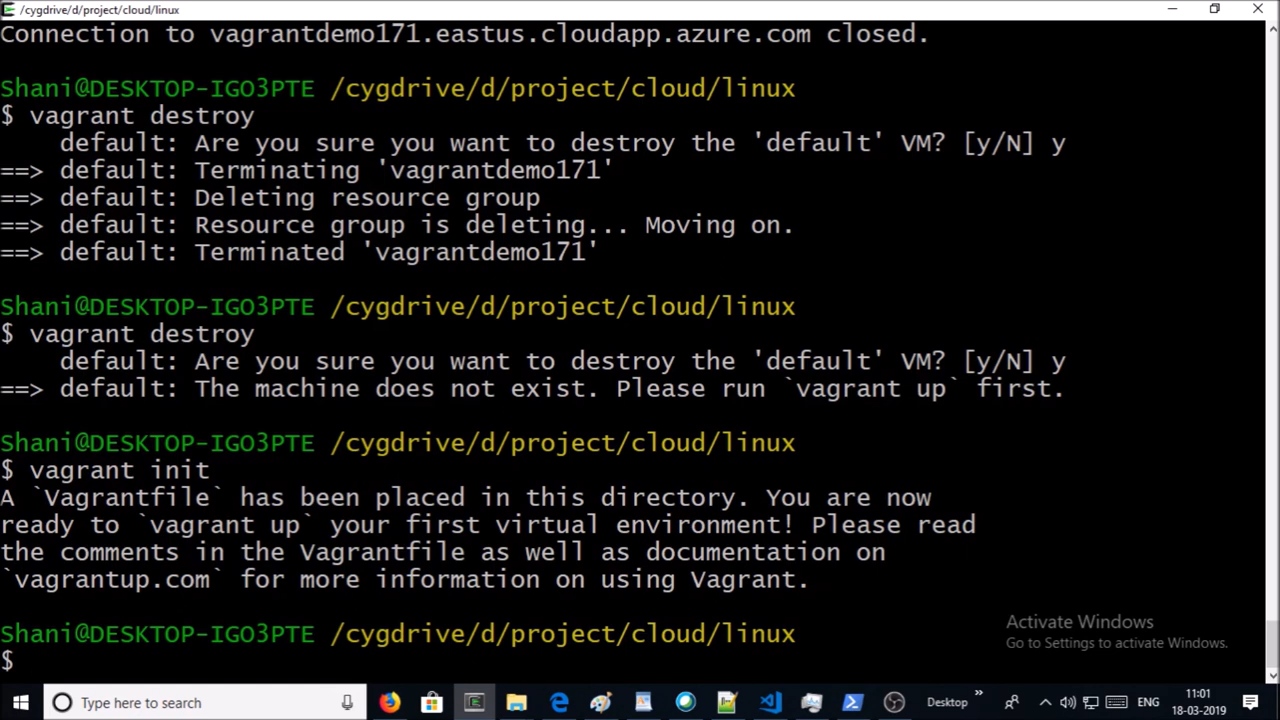 /cygdrive/d/project/cloud/linux
Connection to vagrantdemo171.eastus.cloudapp.azure.com closed.
Shani@DESKTOP-IGO3PTE /cygdrive/d/project/cloud/linux
$ vagrant destroy
default: Are you sure you want to destroy the 'default' VM? [y/N] y
==> default: Terminating 'vagrantdemo171'
==> default: Deleting resource group
==> default: Resource group is deleting... Moving on.
==> default: Terminated 'vagrantdemo171'
Shani@DESKTOP-IGO3PTE /cygdrive/d/project/cloud/linux
$ vagrant destroy
default: Are you sure you want to destroy the 'default' VM? [y/N] y
==> default: The machine does not exist. Please run `vagrant up` first.
Shani@DESKTOP-IGO3PTE /cygdrive/d/project/cloud/linux
$ vagrant init
A `Vagrantfile` has been placed in this directory. You are now
ready to `vagrant up` your first virtual environment! Please read
the comments in the Vagrantfile as well as documentation on
`vagrantup.com` for more information on using Vagrant.
Shani@DESKTOP-IGO3PTE /cygdrive/d/project/cloud/linux
$
Activate Windows
Go to Settings to activate Windows.
Type here to search
Desktop
ENG
11:01
18-03-2019